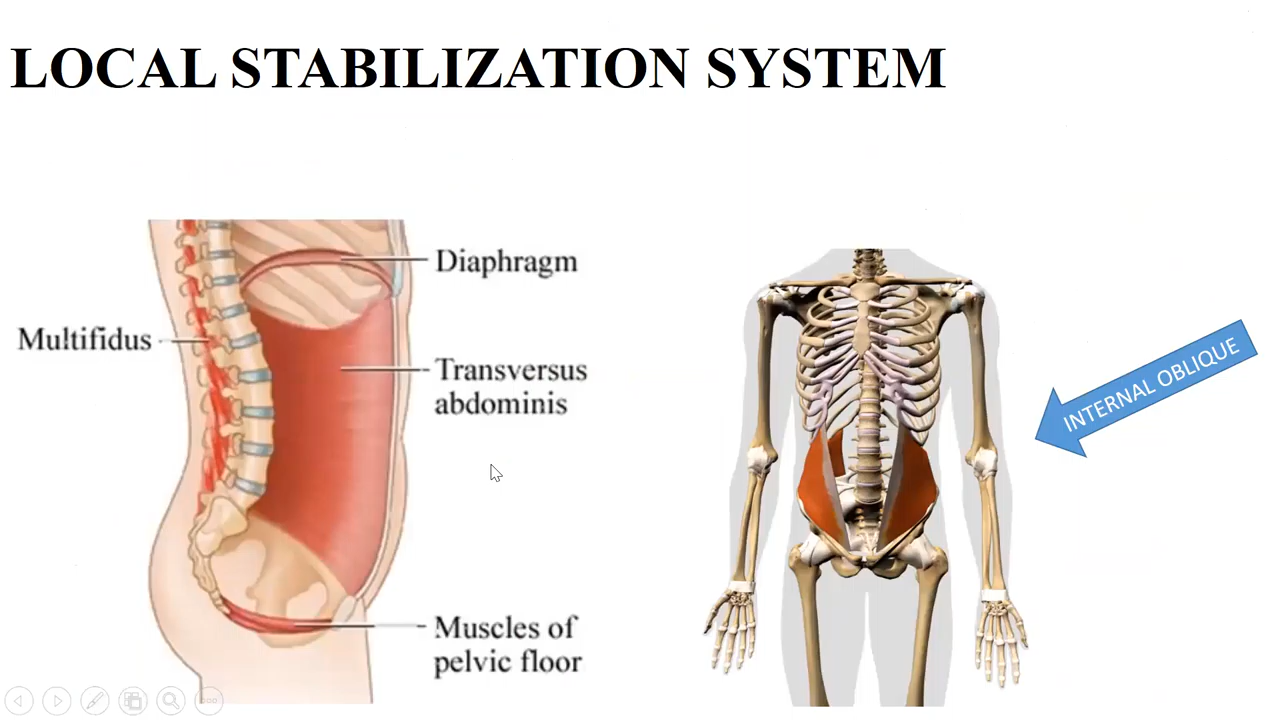 LOCAL STABILIZATION SYSTEM
Diaphragm
Multifidus
Transversus
abdominis
Muscles of
pelvic floor
INTERNAL OBLIQUE